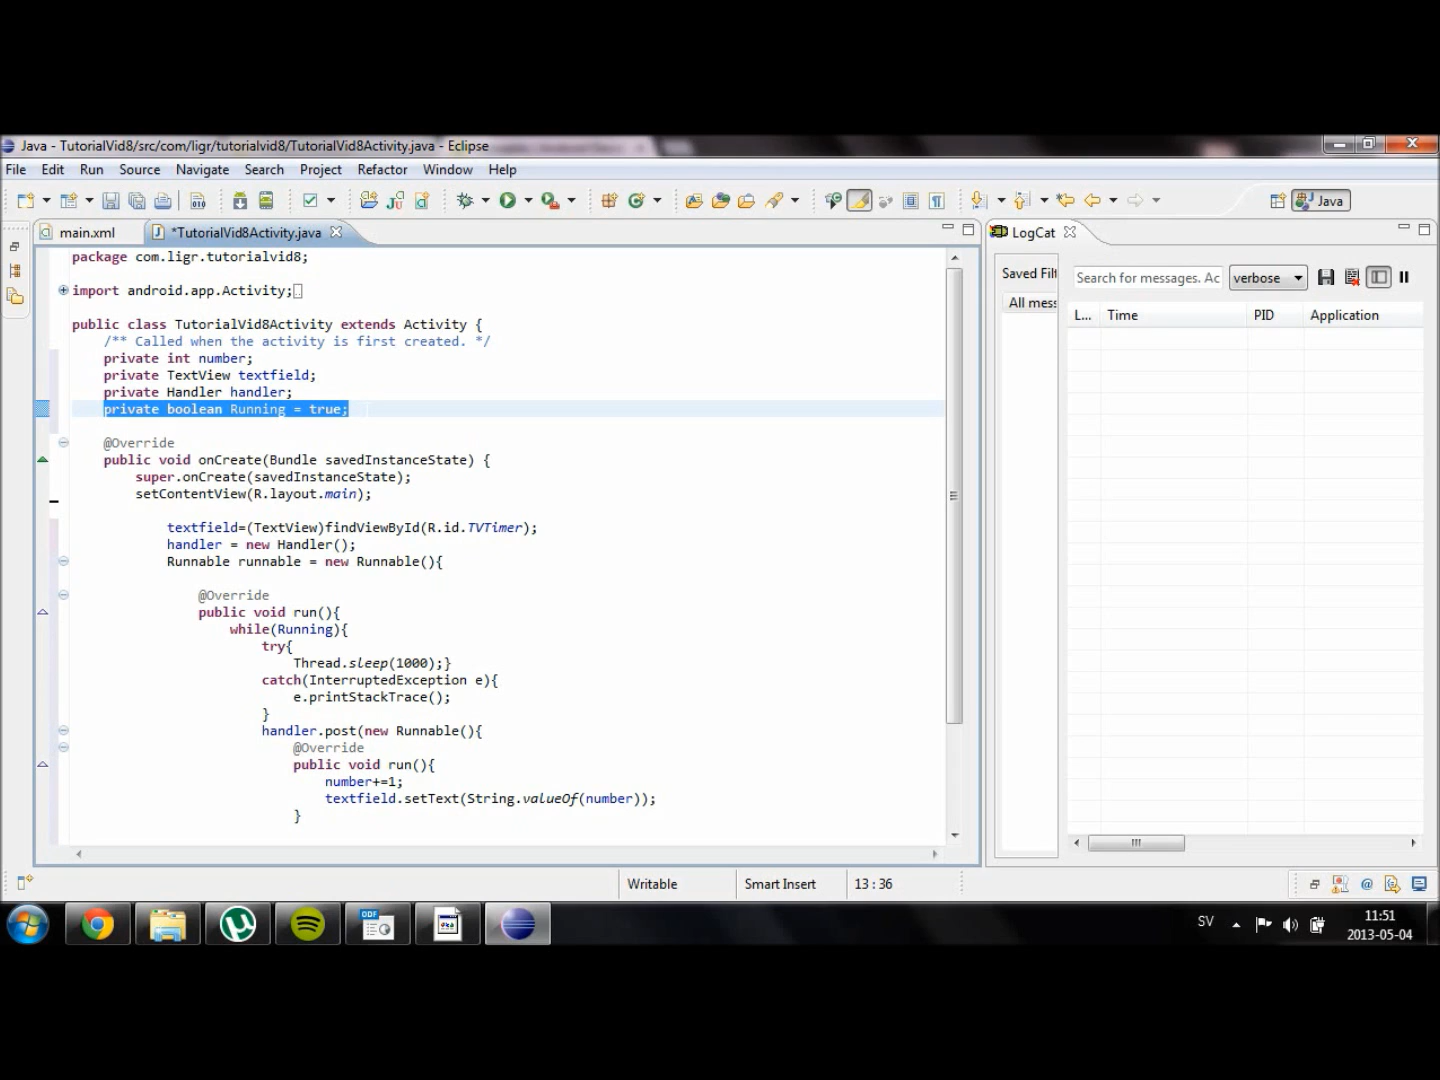 Java - TutorialVid8/src/com/ligr/tutorialvid8/TutorialVid8Activity.java - Eclipse
File Edit Run Source Search Navigate Search Project Refactor Window Help
Java
main.xml
*TutorialVid8Activity.java
package com.ligr.tutorialvid8;
import android.app.Activity;
public class TutorialVid8Activity extends Activity {
/** Called when the activity is first created. */
private int number;
private TextView textfield;
private Handler handler;
private boolean Running = true;
@Override
public void onCreate(Bundle savedInstanceState) {
super.onCreate(savedInstanceState);
setContentView(R.layout.main);
textfield=(TextView)findViewById(R.id.TVTimer);
handler = new Handler();
Runnable runnable = new Runnable(){
@Override
public void run(){
while(Running){
try{
Thread.sleep(1000);}
catch(InterruptedException e){
e.printStackTrace();
}
handler.post(new Runnable(){
@Override
public void run(){
number+=1;
textfield.setText(String.valueOf(number));
}
LogCat
Saved Filt
All mess
Search for messages. Ac
verbose
L... Time PID Application
Writable
Smart Insert
13 : 36
ODF
SV
11:51
2013-05-04